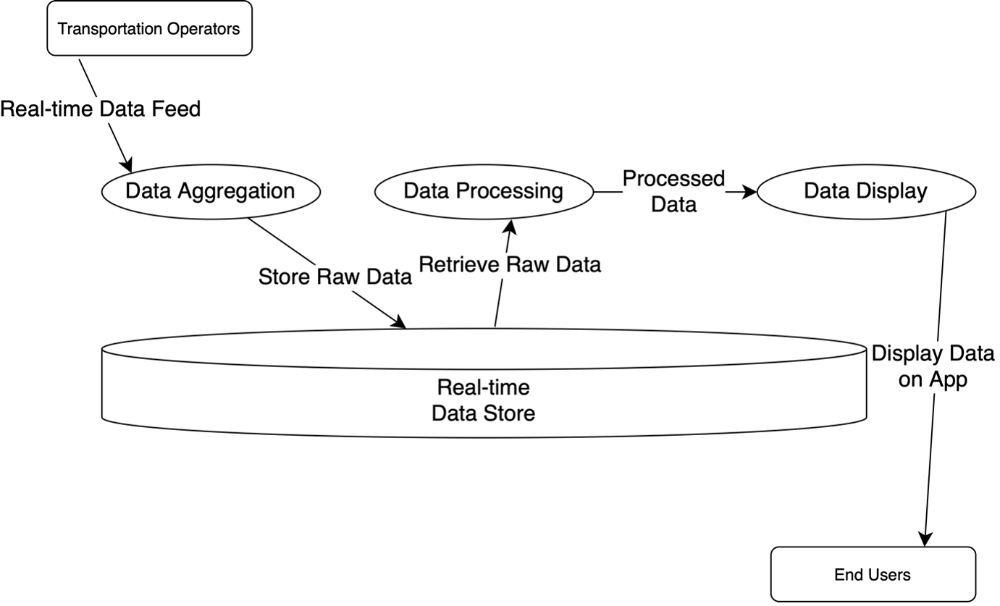 Transportation Operators
Real-time Data Feed
Data Aggregation
Data Processing
Processed
Data
Data Display
Store Raw Data
Retrieve Raw Data
Real-time
Data Store
Display Data
on App
End Users